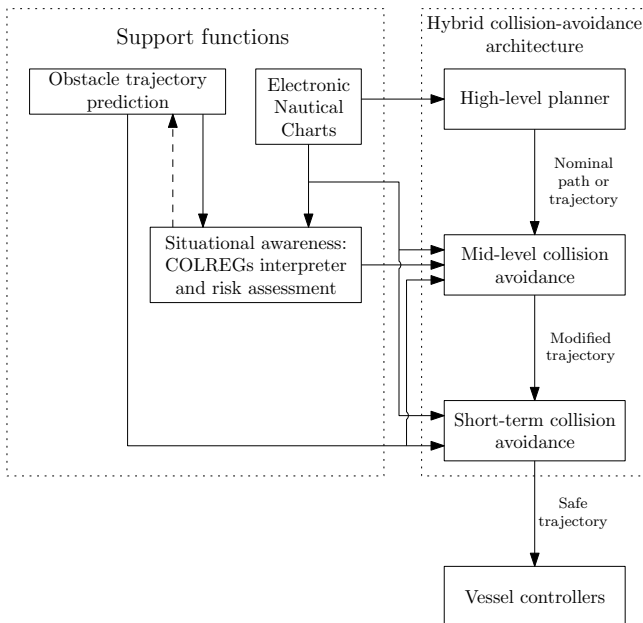 Support functions
Hybrid collision-avoidance
architecture
Obstacle trajectory
prediction
Electronic
Nautical
Charts
High-level planner
Nominal
path or
trajectory
Situational awareness:
COLREGs interpreter
and risk assessment
Mid-level collision
avoidance
Modified
trajectory
Short-term collision
avoidance
Safe
trajectory
Vessel controllers